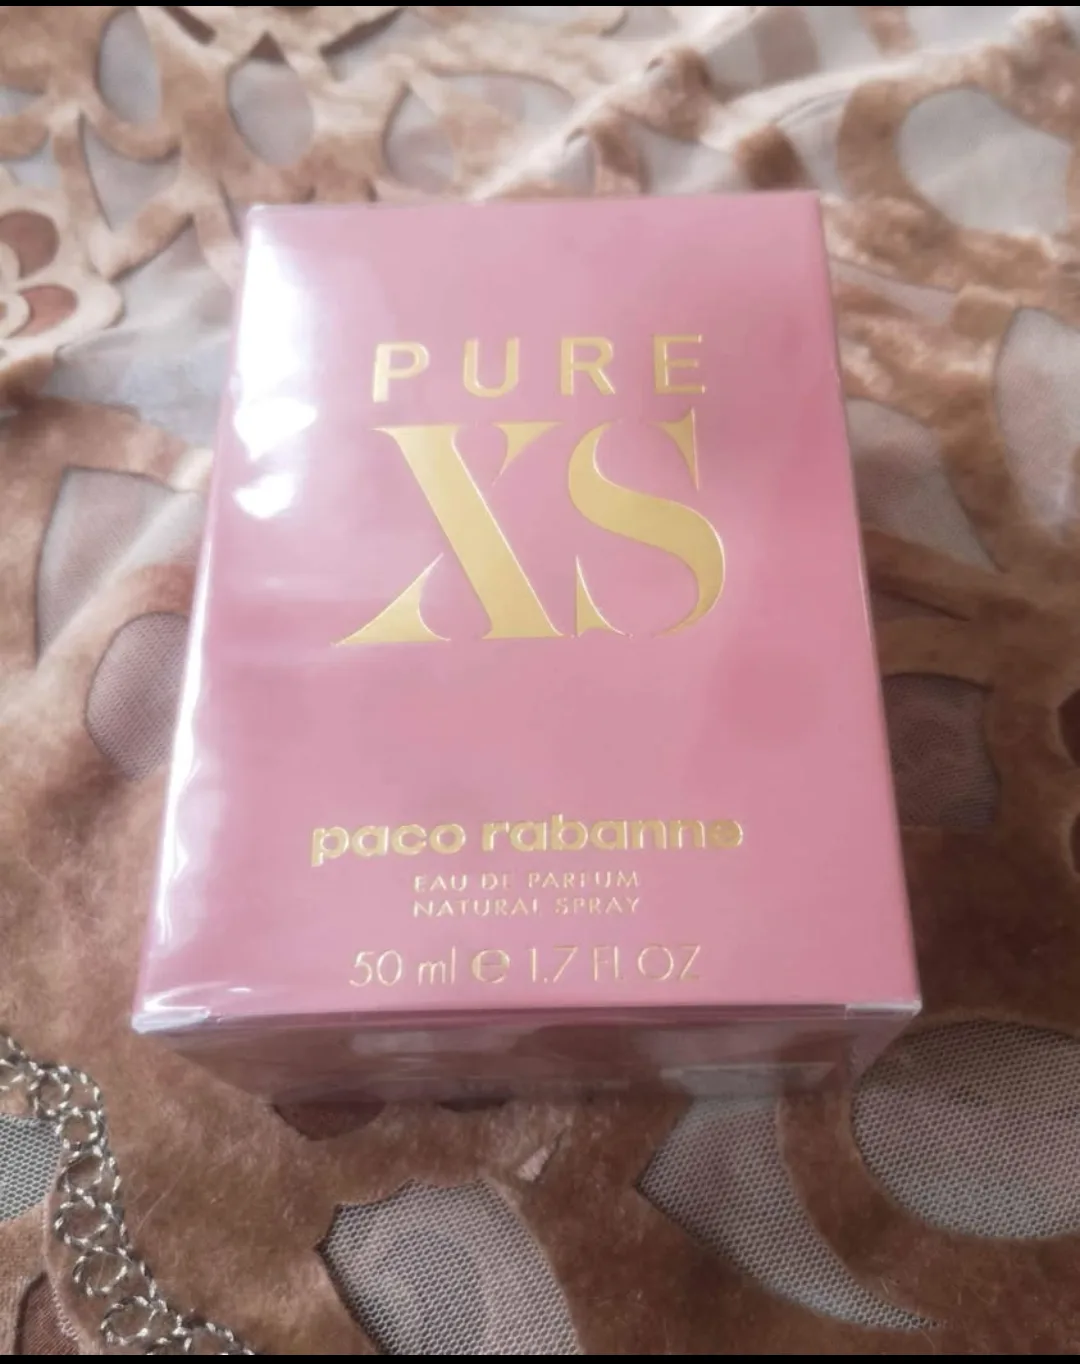 PURE
XS
paco rabanne
EAU DE PARFUM
NATURAL SPRAY
50 ml ℮ 1.7 FL OZ